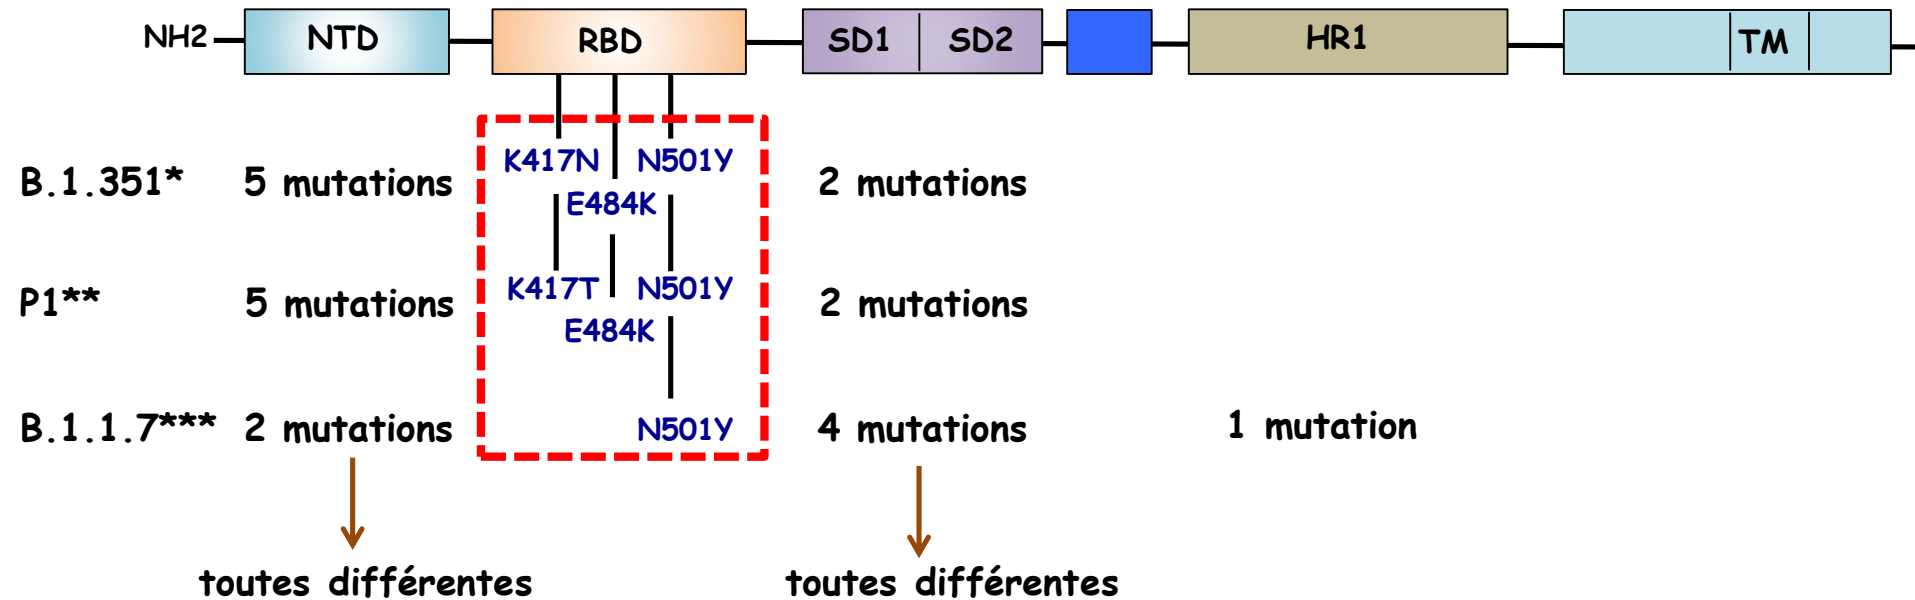 NH2 NTD RBD SD1 SD2 HR1 TM
K417N N501Y
B.1.351* 5 mutations 2 mutations
E484K
K417T N501Y
P1** 5 mutations 2 mutations
E484K
B.1.1.7*** 2 mutations N501Y 4 mutations 1 mutation
toutes différentes toutes différentes